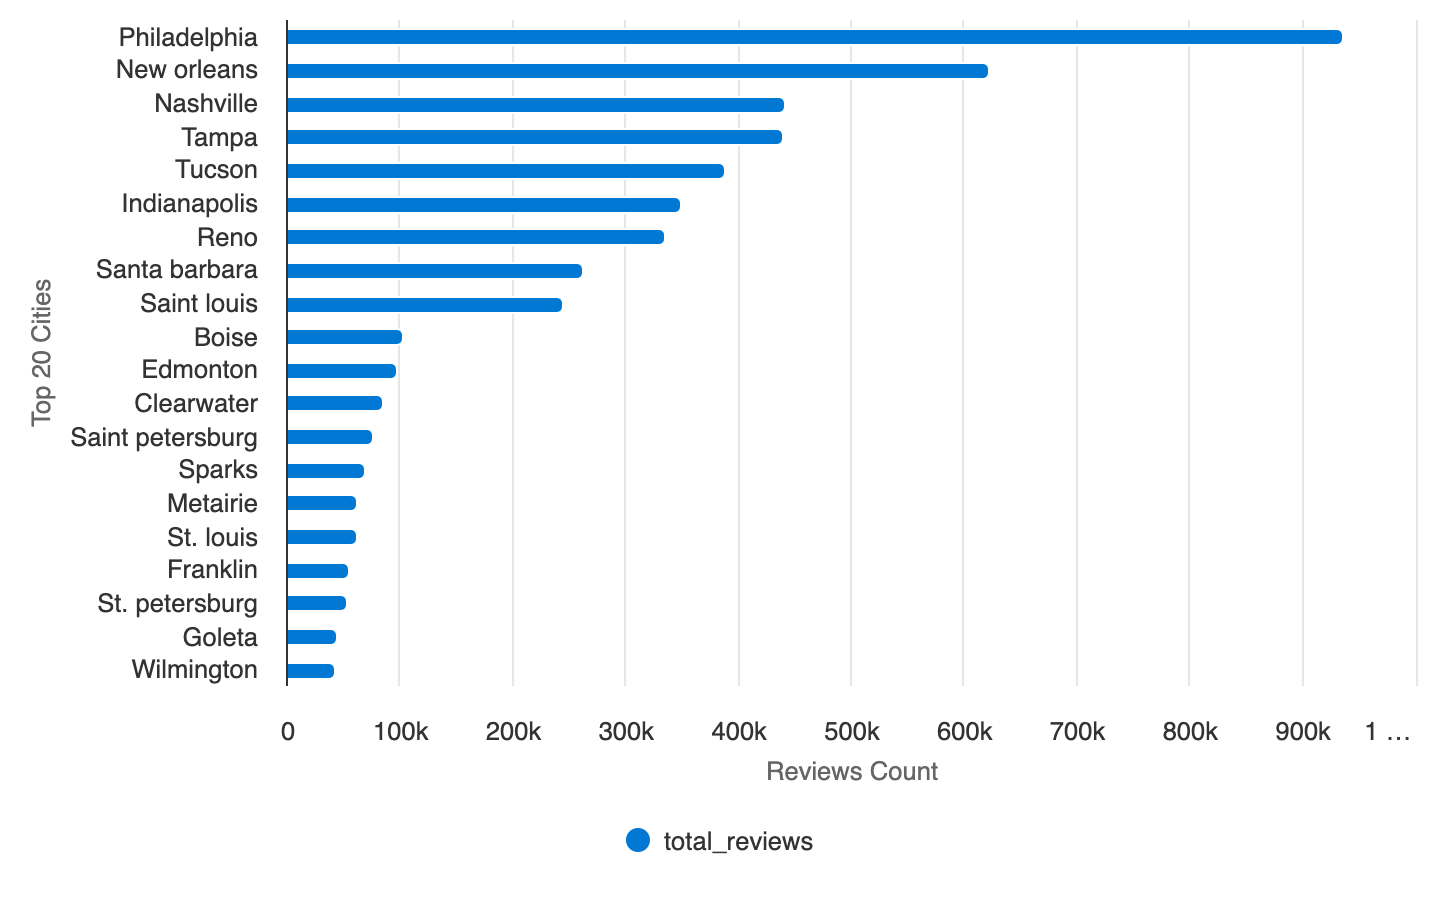 Philadelphia
New orleans
Nashville
Tampa
Tucson
Indianapolis
Reno
Santa barbara
Saint louis
Boise
Edmonton
Clearwater
Saint petersburg
Sparks
Metairie
St. louis
Franklin
St. petersburg
Goleta
Wilmington
Top 20 Cities
0 100k 200k 300k 400k 500k 600k 700k 800k 900k 1 ...
Reviews Count
total_reviews